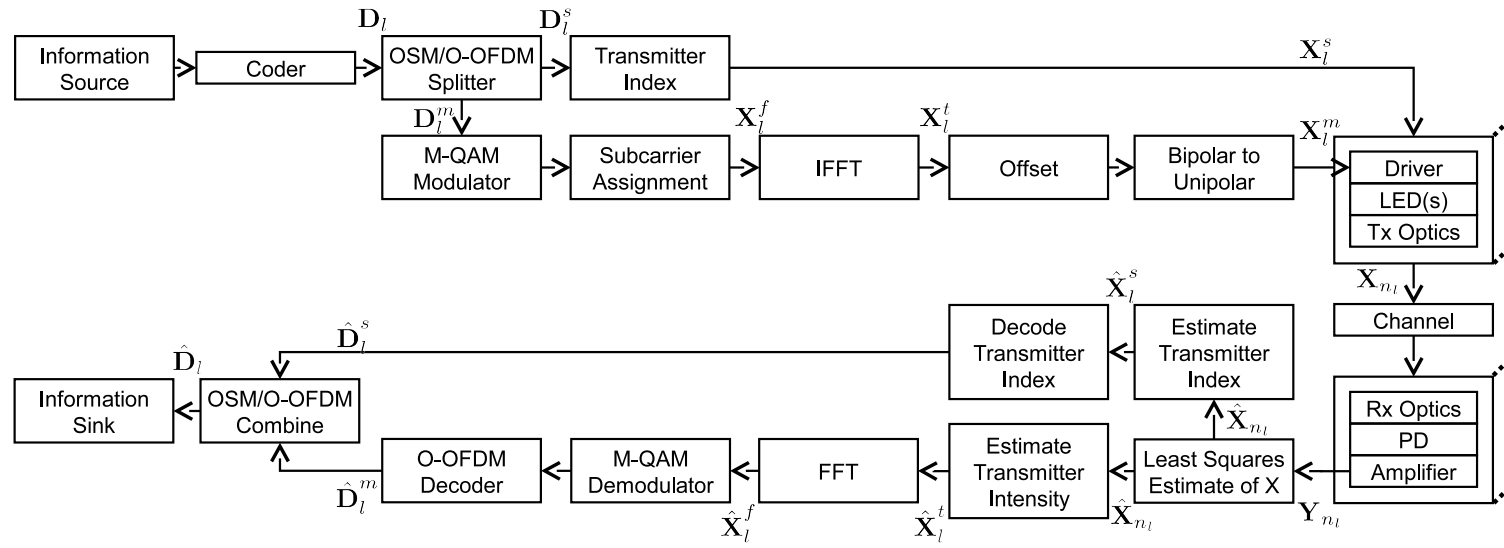 D_l
D_l^s
Information
Source
Coder
OSM/O-OFDM
Splitter
Transmitter
Index
X_l^s
D_l^m
X_l^f
X_l^t
X_l^m
M-QAM
Modulator
Subcarrier
Assignment
IFFT
Offset
Bipolar to
Unipolar
Driver
LED(s)
Tx Optics
X_{n_l}
Channel
X̂_l^s
Decode
Transmitter
Index
Estimate
Transmitter
Index
D̂_l^s
D̂_l
Information
Sink
OSM/O-OFDM
Combine
X̂_{n_l}
Rx Optics
PD
Amplifier
O-OFDM
Decoder
M-QAM
Demodulator
FFT
Estimate
Transmitter
Intensity
Least Squares
Estimate of X
D̂_l^m
X̂_l^f
X̂_l^t
X̂_{n_l}
Y_{n_l}